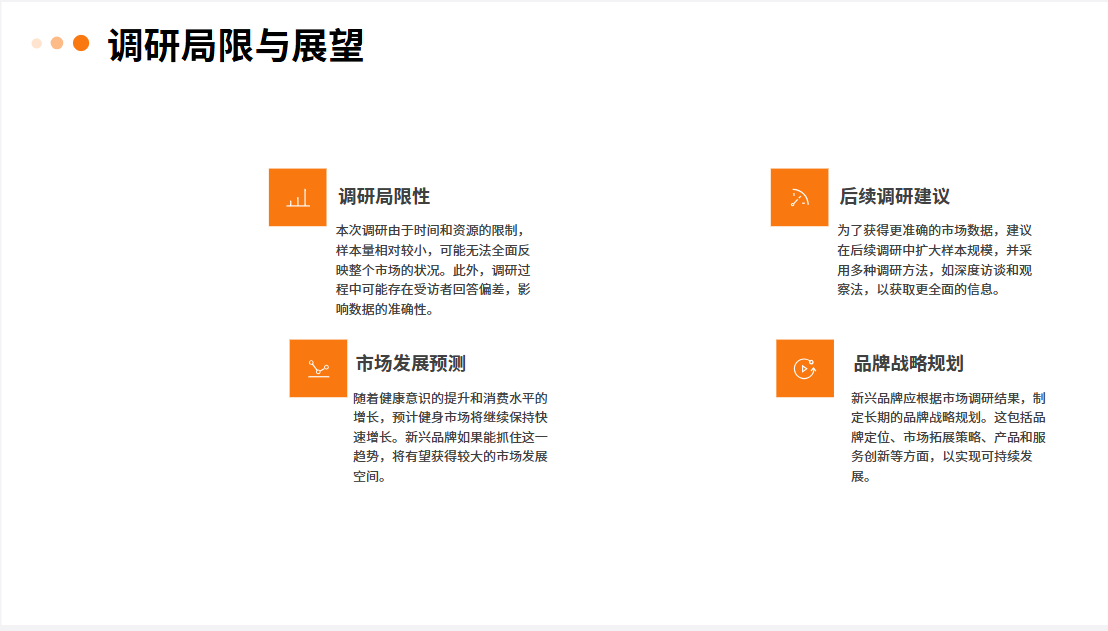 调研局限与展望
调研局限性
本次调研由于时间和资源的限制，
样本量相对较小，可能无法全面反
映整个市场的状况。此外，调研过
程中可能存在受访者回答偏差，影
响数据的准确性。
后续调研建议
为了获得更准确的市场数据，建议
在后续调研中扩大样本规模，并采
用多种调研方法，如深度访谈和观
察法，以获取更全面的信息。
市场发展预测
随着健康意识的提升和消费水平的
增长，预计健身市场将继续保持快
速增长。新兴品牌如果能抓住这一
趋势，将有望获得较大的市场发展
空间。
品牌战略规划
新兴品牌应根据市场调研结果，制
定长期的品牌战略规划。这包括品
牌定位、市场拓展策略、产品和服
务创新等方面，以实现可持续发
展。